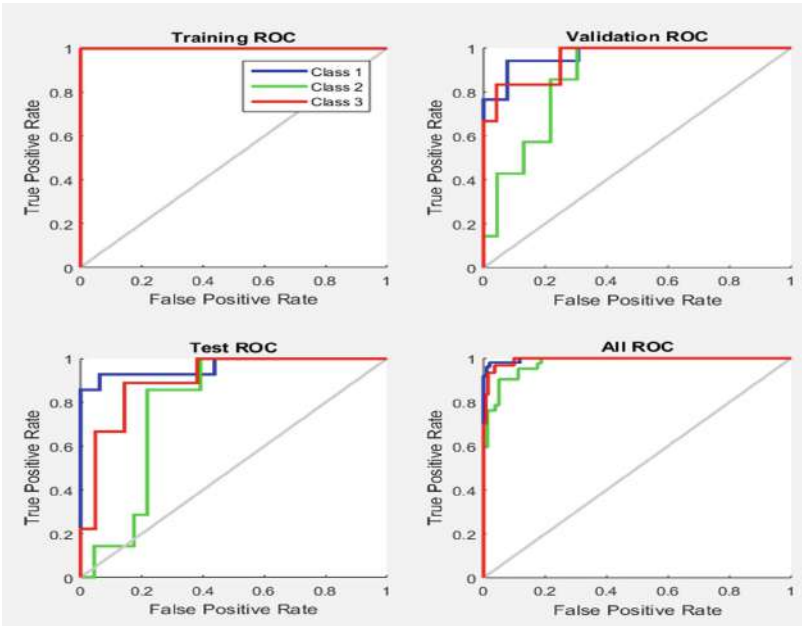 Training ROC
1
0.8
0.6
0.4
0.2
0
True Positive Rate
Class 1
Class 2
Class 3
0 0.2 0.4 0.6 0.8 1
False Positive Rate
Validation ROC
1
0.8
0.6
0.4
0.2
0
True Positive Rate
0 0.2 0.4 0.6 0.8 1
False Positive Rate
Test ROC
1
0.8
0.6
0.4
0.2
0
True Positive Rate
0 0.2 0.4 0.6 0.8 1
False Positive Rate
All ROC
1
0.8
0.6
0.4
0.2
0
True Positive Rate
0 0.2 0.4 0.6 0.8 1
False Positive Rate